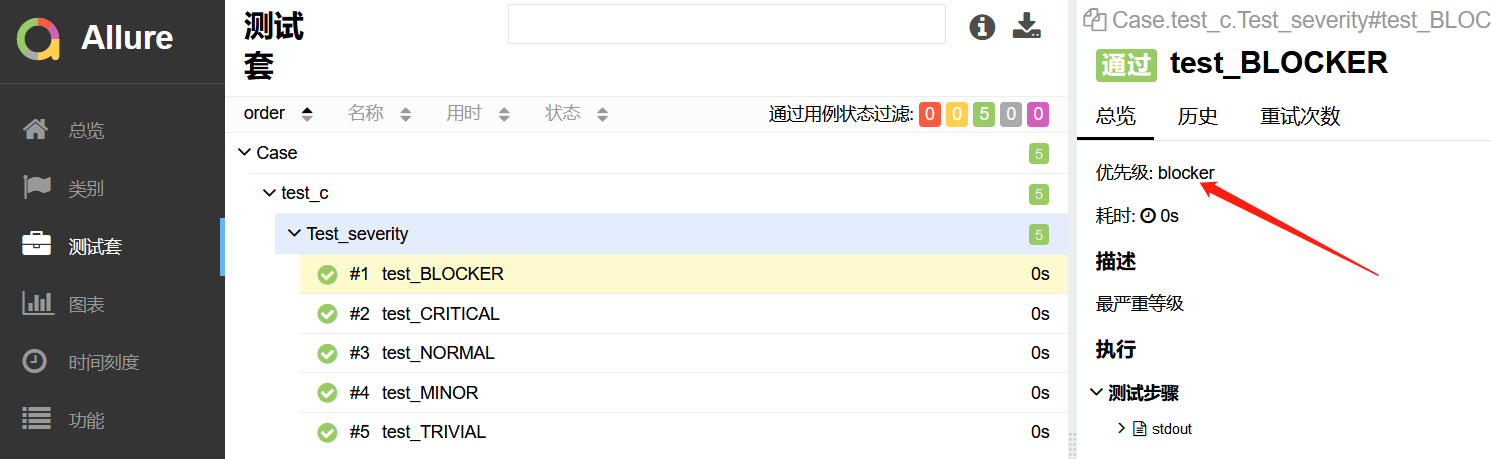 Allure
总览
类别
测试套
图表
时间刻度
功能
测试
套
order 名称 用时 状态 通过用例状态过滤: 0 0 5 0 0
Case 5
test_c 5
Test_severity 5
#1 test_BLOCKER 0s
#2 test_CRITICAL 0s
#3 test_NORMAL 0s
#4 test_MINOR 0s
#5 test_TRIVIAL 0s
Case.test_c.Test_severity#test_BLOC
通过 test_BLOCKER
总览 历史 重试次数
优先级: blocker
耗时: 0s
描述
最严重等级
执行
测试步骤
stdout